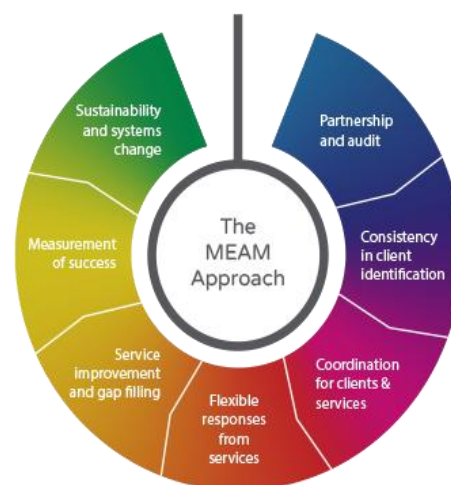 The
MEAM
Approach
Partnership
and audit
Consistency
in client
identification
Coordination
for clients &
services
Flexible
responses
from
services
Service
improvement
and gap filling
Measurement
of success
Sustainability
and systems
change